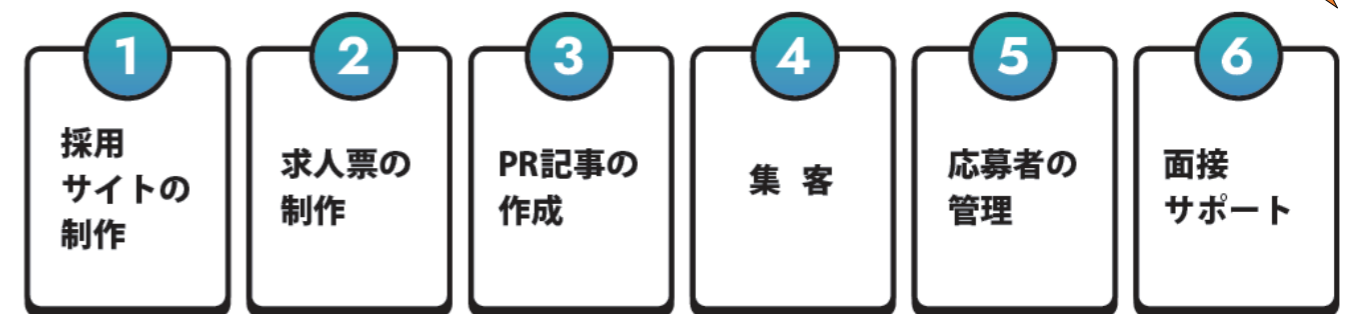 1
採用
サイトの
制作
2
求人票の
制作
3
PR記事の
作成
4
集 客
5
応募者の
管理
6
面接
サポート